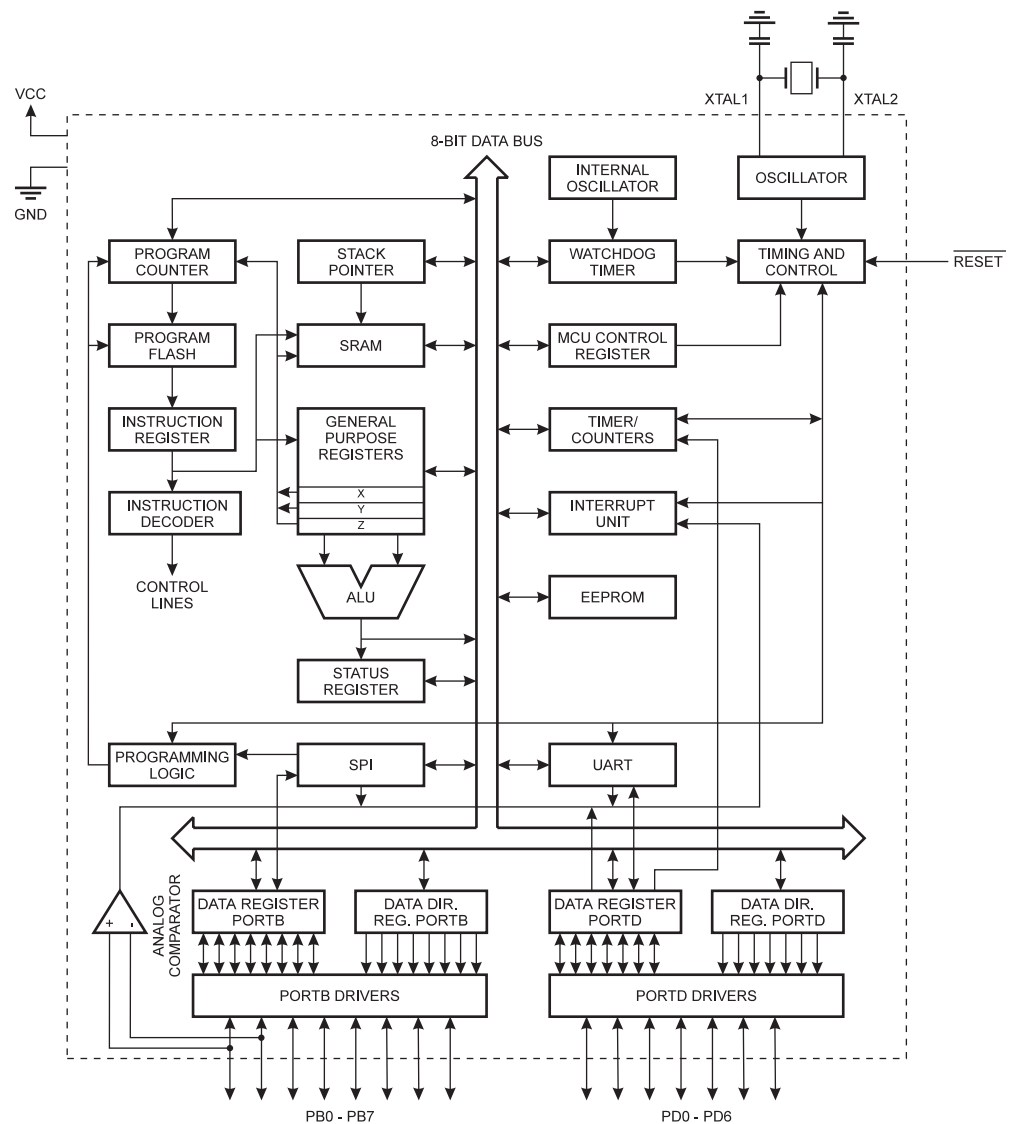 XTAL1
XTAL2
VCC
GND
8-BIT DATA BUS
INTERNAL
OSCILLATOR
OSCILLATOR
PROGRAM
COUNTER
STACK
POINTER
WATCHDOG
TIMER
TIMING AND
CONTROL
RESET
PROGRAM
FLASH
SRAM
MCU CONTROL
REGISTER
INSTRUCTION
REGISTER
GENERAL
PURPOSE
REGISTERS
X
Y
Z
TIMER/
COUNTERS
INSTRUCTION
DECODER
INTERRUPT
UNIT
CONTROL
LINES
ALU
EEPROM
STATUS
REGISTER
PROGRAMMING
LOGIC
SPI
UART
+
-
ANALOG
COMPARATOR
DATA REGISTER
PORTB
DATA DIR.
REG. PORTB
DATA REGISTER
PORTD
DATA DIR.
REG. PORTD
PORTB DRIVERS
PORTD DRIVERS
PB0 - PB7
PD0 - PD6